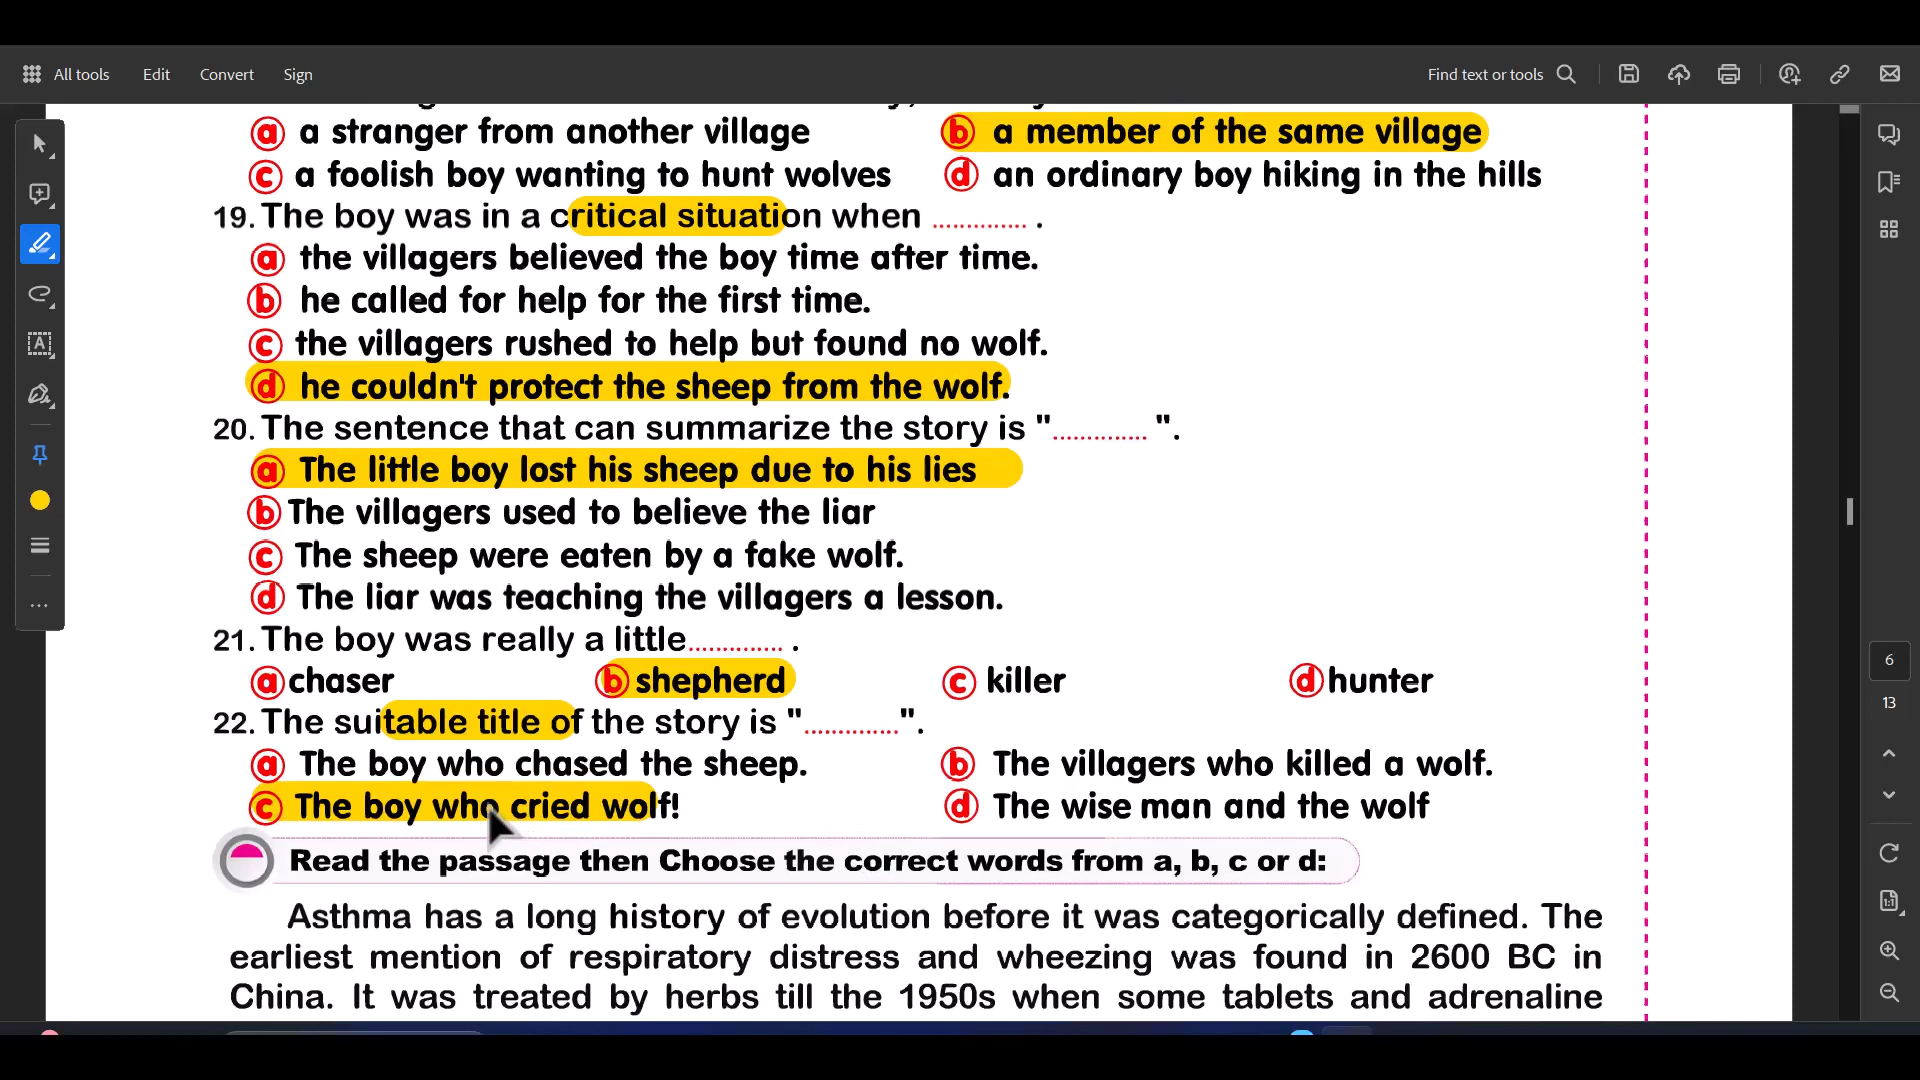 All tools Edit Convert Sign Find text or tools
a a stranger from another village b a member of the same village
c a foolish boy wanting to hunt wolves d an ordinary boy hiking in the hills
19. The boy was in a critical situation when .............. .
a the villagers believed the boy time after time.
b he called for help for the first time.
c the villagers rushed to help but found no wolf.
d he couldn't protect the sheep from the wolf.
20. The sentence that can summarize the story is ".............. ".
a The little boy lost his sheep due to his lies
b The villagers used to believe the liar
c The sheep were eaten by a fake wolf.
d The liar was teaching the villagers a lesson.
21. The boy was really a little.............. .
a chaser b shepherd c killer d hunter
22. The suitable title of the story is "..............".
a The boy who chased the sheep. b The villagers who killed a wolf.
c The boy who cried wolf! d The wise man and the wolf
Read the passage then Choose the correct words from a, b, c or d:
Asthma has a long history of evolution before it was categorically defined. The
earliest mention of respiratory distress and wheezing was found in 2600 BC in
China. It was treated by herbs till the 1950s when some tablets and adrenaline
6
13
1:1